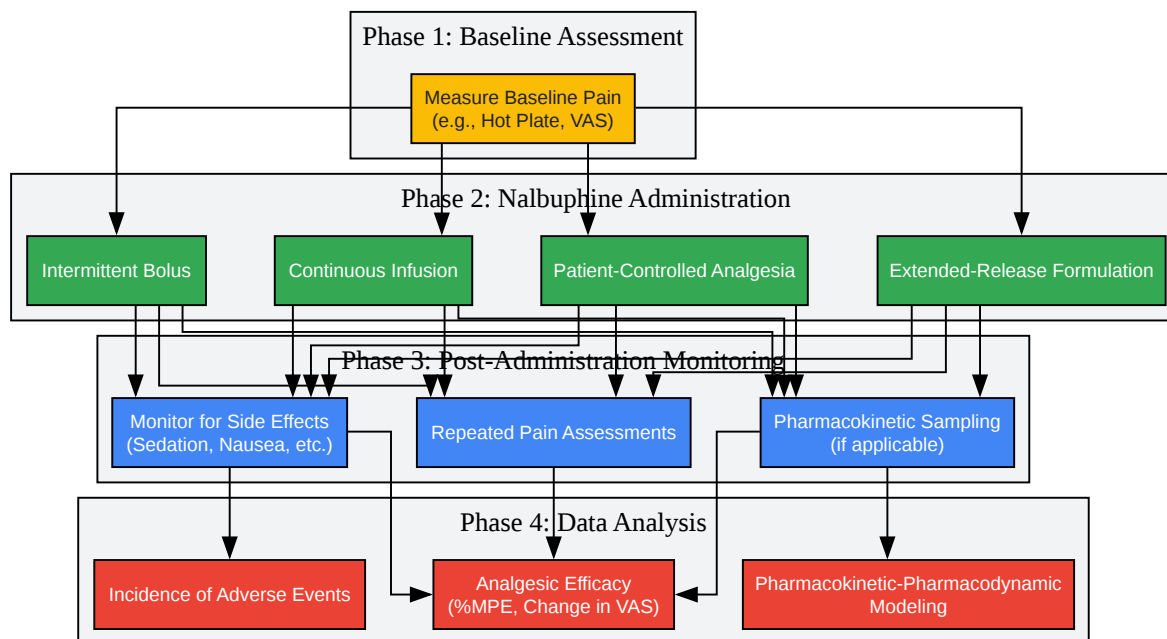 Phase 1: Baseline Assessment
Measure Baseline Pain
(e.g., Hot Plate, VAS)
Phase 2: Nalbuphine Administration
Intermittent Bolus
Continuous Infusion
Patient-Controlled Analgesia
Extended-Release Formulation
Phase 3: Post-Administration Monitoring
Monitor for Side Effects
(Sedation, Nausea, etc.)
Repeated Pain Assessments
Pharmacokinetic Sampling
(if applicable)
Phase 4: Data Analysis
Incidence of Adverse Events
Analgesic Efficacy
(%MPE, Change in VAS)
Pharmacokinetic-Pharmacodynamic
Modeling